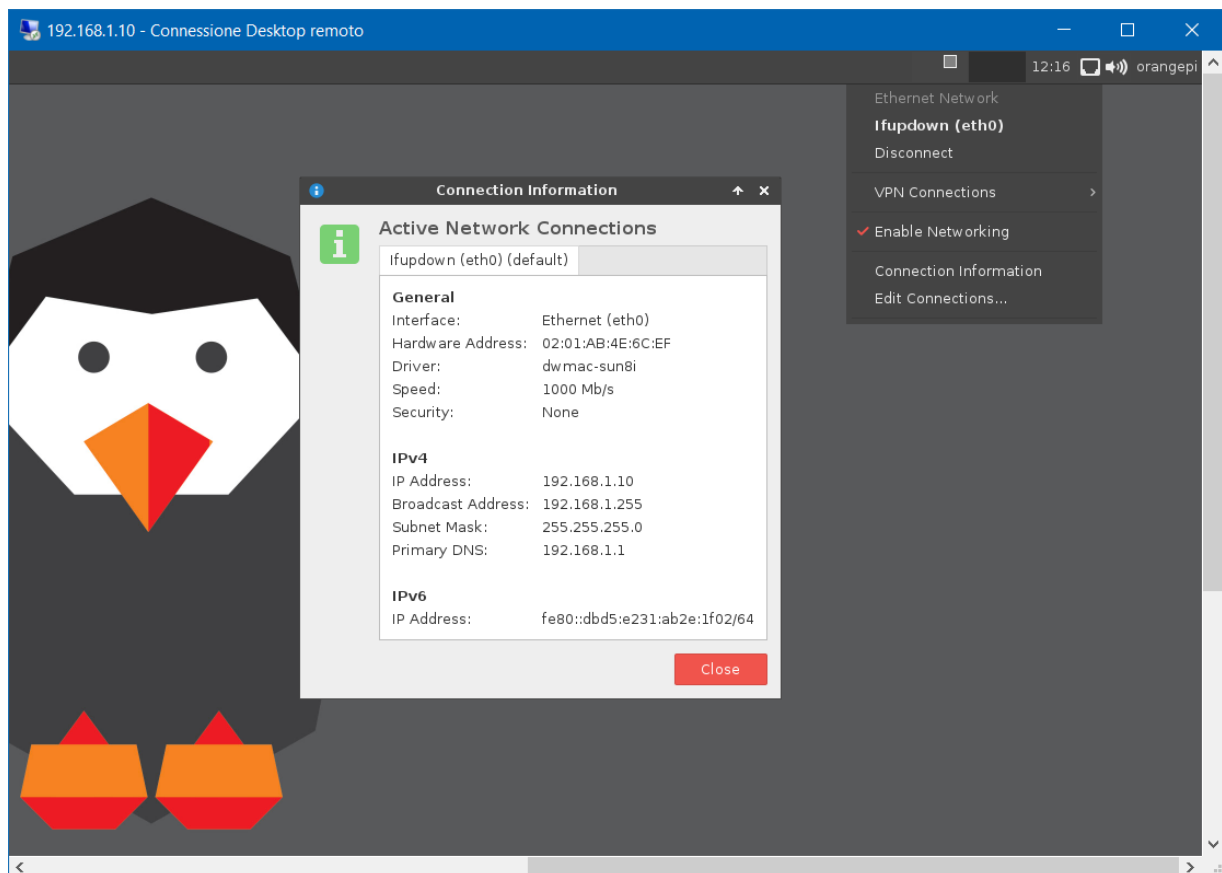 192.168.1.10 - Connessione Desktop remoto
12:16 orangepi
Ethernet Network
Ifupdown (eth0)
Disconnect
VPN Connections
Enable Networking
Connection Information
Edit Connections...
Connection Information
Active Network Connections
Ifupdown (eth0) (default)
General
Interface: Ethernet (eth0)
Hardware Address: 02:01:AB:4E:6C:EF
Driver: dwmac-sun8i
Speed: 1000 Mb/s
Security: None
IPv4
IP Address: 192.168.1.10
Broadcast Address: 192.168.1.255
Subnet Mask: 255.255.255.0
Primary DNS: 192.168.1.1
IPv6
IP Address: fe80::dbd5:e231:ab2e:1f02/64
Close